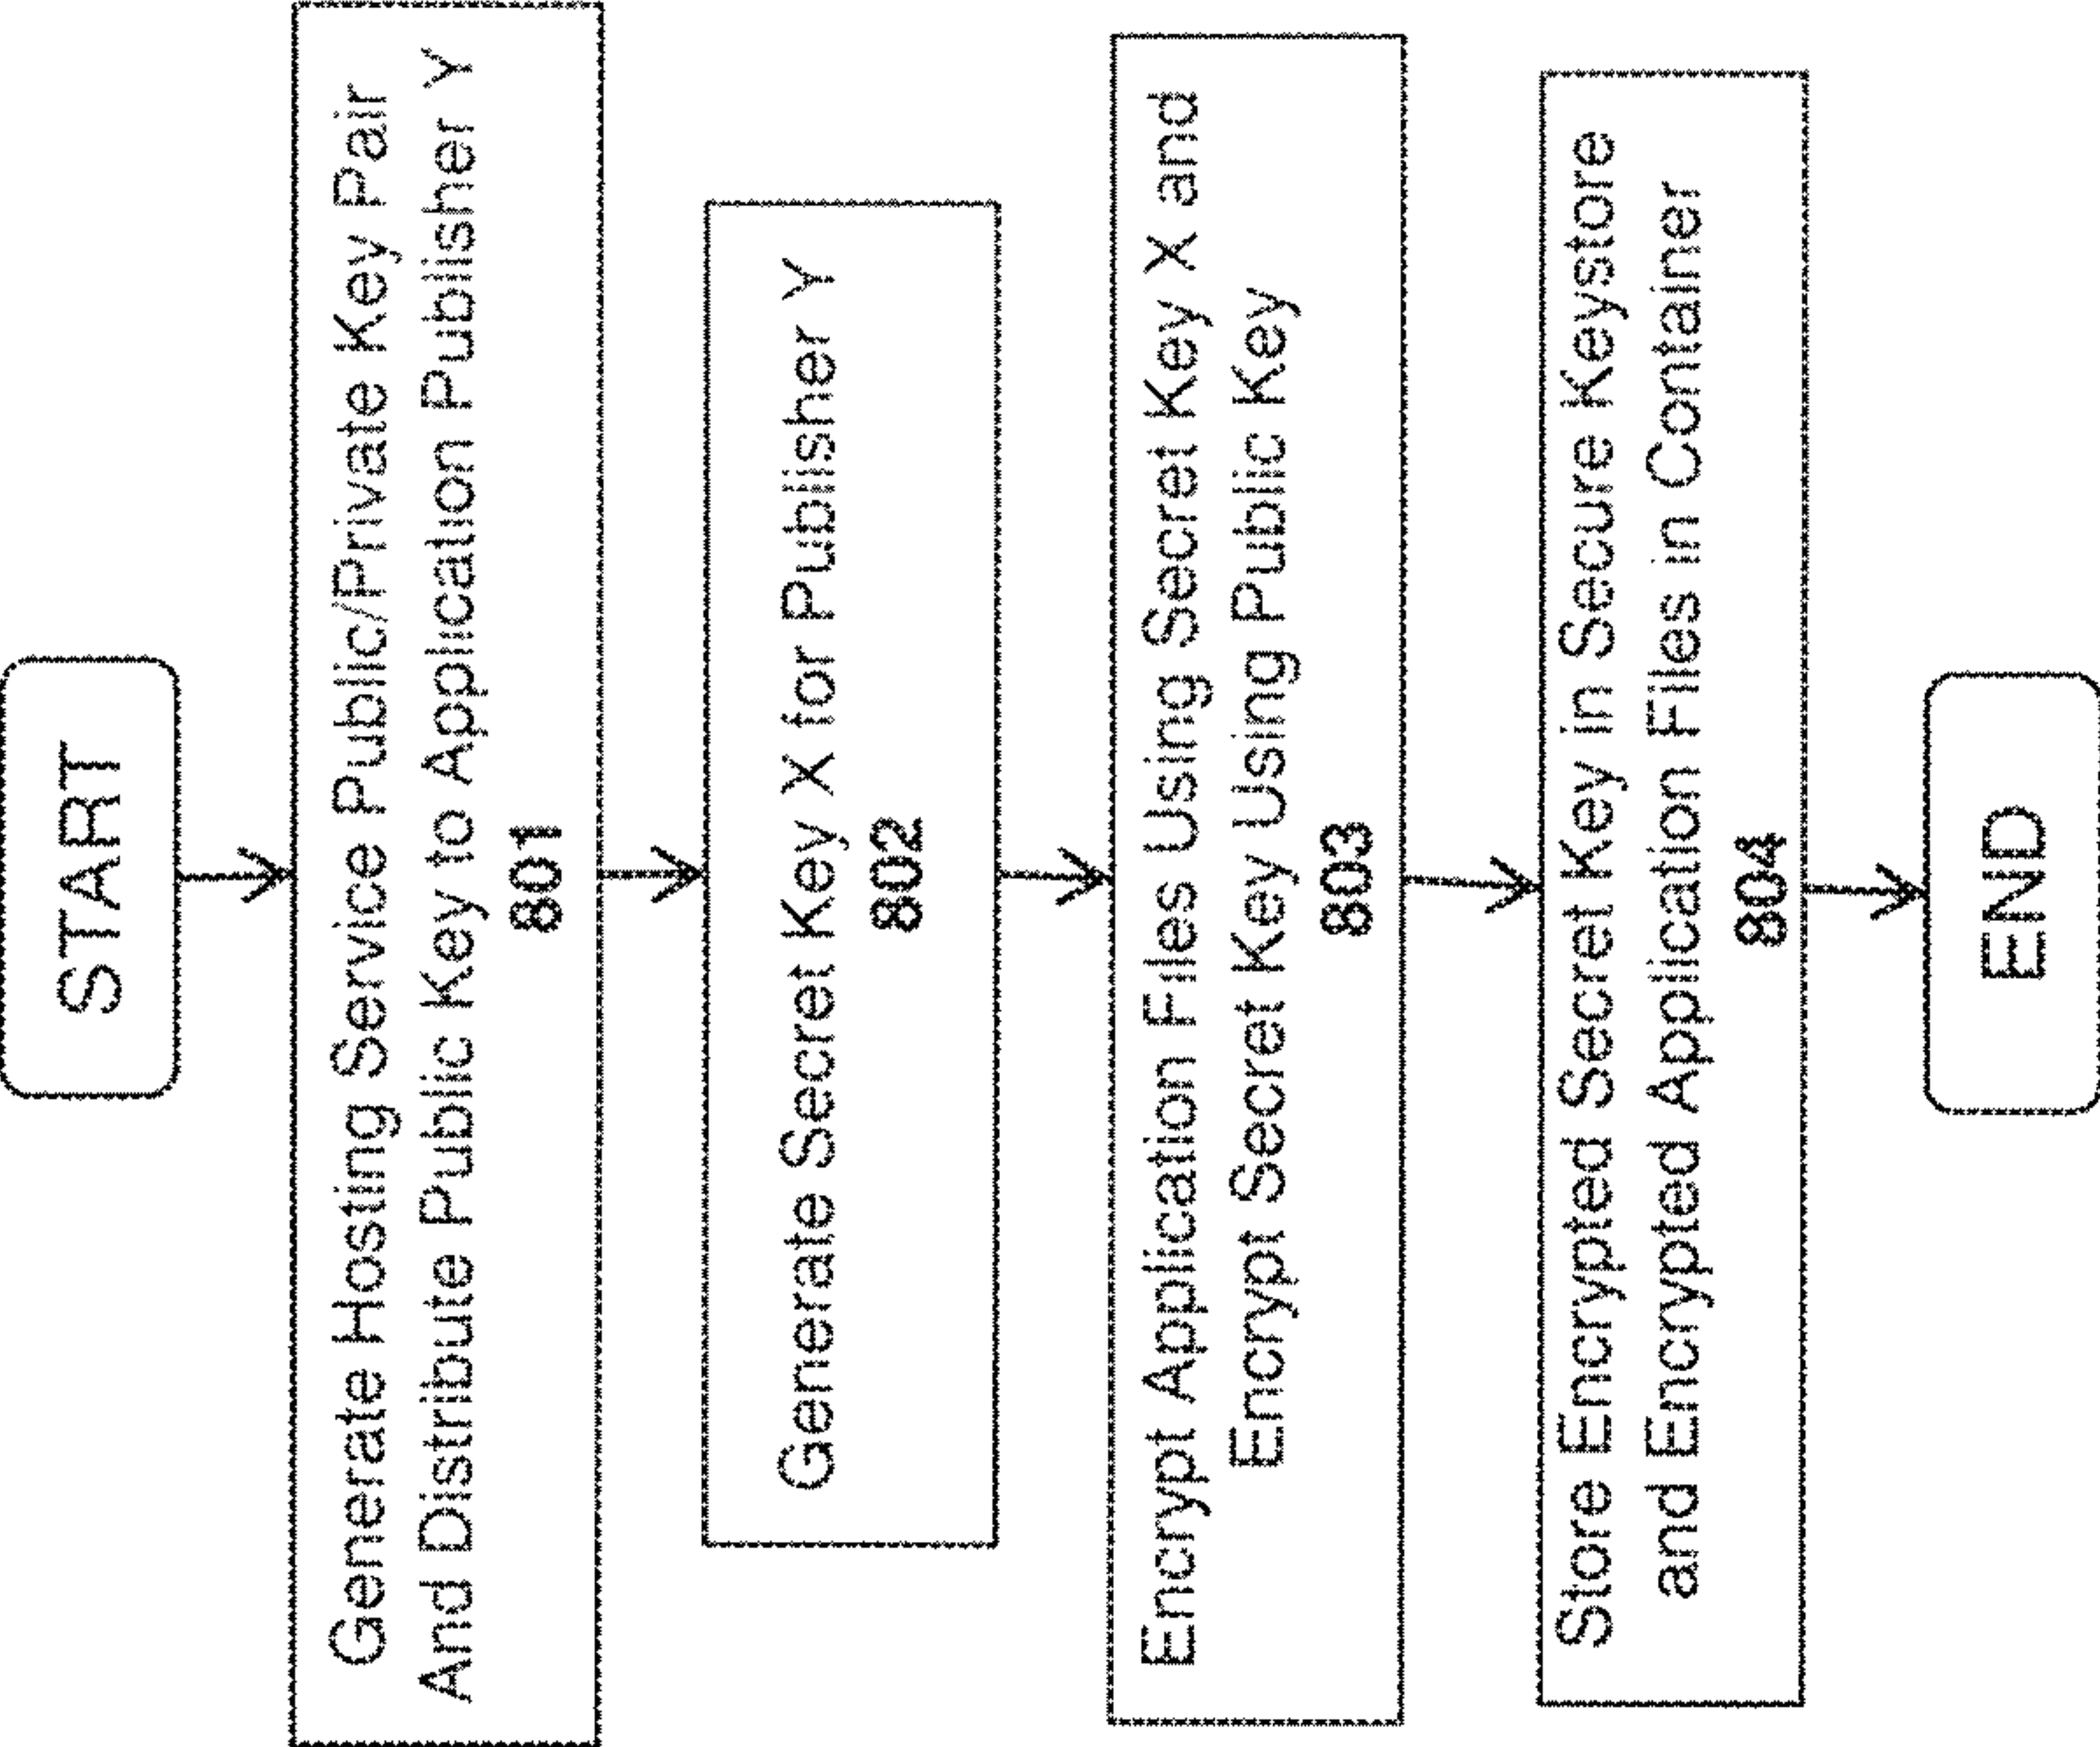 START
Generate Hosting Service Public/Private Key Pair
And Distribute Public Key to Application Publisher Y
801
Generate Secret Key X for Publisher Y
802
Encrypt Application Files Using Secret Key X and
Encrypt Secret Key Using Public Key
803
Store Encrypted Secret Key in Secure Keystore
and Encrypted Application Files in Container
804
END